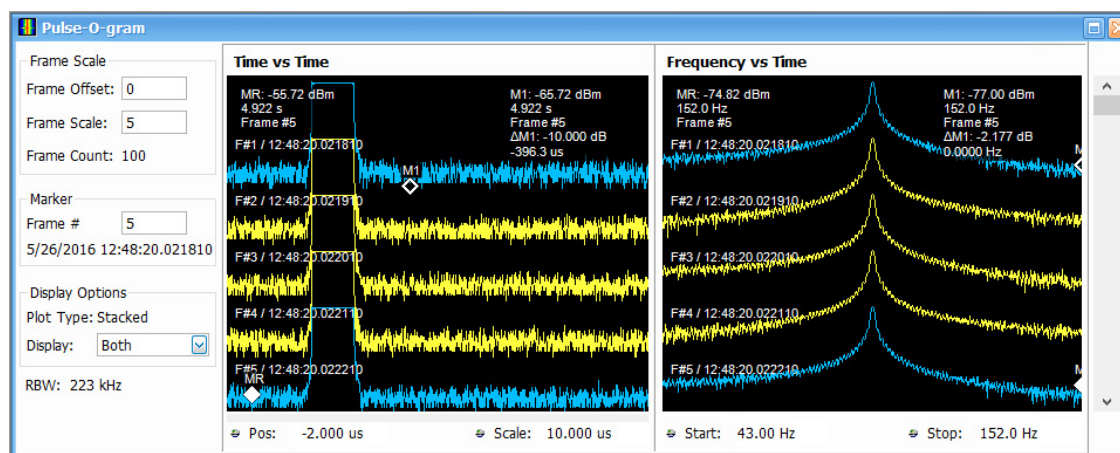 Pulse-O-gram
Frame Scale
Frame Offset: 0
Frame Scale: 5
Frame Count: 100
Marker
Frame # 5
5/26/2016 12:48:20.021810
Display Options
Plot Type: Stacked
Display: Both
RBW: 223 kHz
Time vs Time
MR: -55.72 dBm
4.922 s
Frame #5
M1: -65.72 dBm
4.922 s
Frame #5
ΔM1: -10.000 dB
-396.3 us
F#1 / 12:48:20.021810
M1
F#2 / 12:48:20.021910
F#3 / 12:48:20.022010
F#4 / 12:48:20.022110
F#5 / 12:48:20.022210
MR
Pos: -2.000 us
Scale: 10.000 us
Frequency vs Time
MR: -74.82 dBm
152.0 Hz
Frame #5
M1: -77.00 dBm
152.0 Hz
Frame #5
ΔM1: -2.177 dB
0.0000 Hz
F#1 / 12:48:20.021810
M
F#2 / 12:48:20.021910
F#3 / 12:48:20.022010
F#4 / 12:48:20.022110
F#5 / 12:48:20.022210
M
Start: 43.00 Hz
Stop: 152.0 Hz